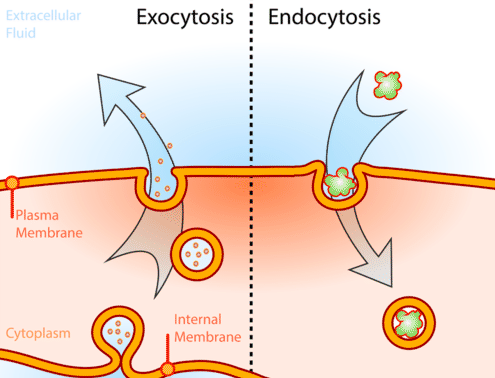 Extracellular
Fluid
Exocytosis
Endocytosis
Plasma
Membrane
Internal
Membrane
Cytoplasm